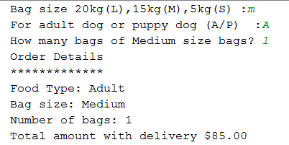 Bag size 20kg(L),15kg(M),5kg(S) :m
For adult dog or puppy dog (A/P) :A
How many bags of Medium size bags? 1
Order Details
*************
Food Type: Adult
Bag size: Medium
Number of bags: 1
Total amount with delivery $85.00